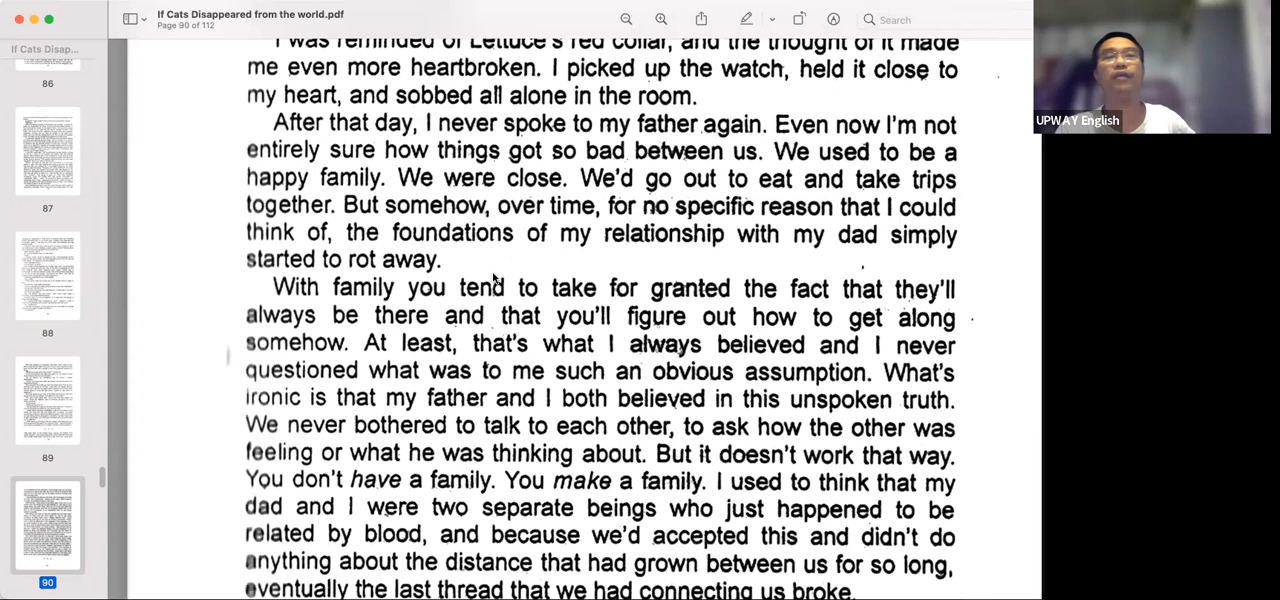 If Cats Disappeared from the world.pdf
Page 90 of 112
Search
If Cats Disap...
86
87
88
89
90
I was reminded of Lettuce's red collar, and the thought of it made
me even more heartbroken. I picked up the watch, held it close to
my heart, and sobbed all alone in the room.
After that day, I never spoke to my father again. Even now I'm not
entirely sure how things got so bad between us. We used to be a
happy family. We were close. We'd go out to eat and take trips
together. But somehow, over time, for no specific reason that I could
think of, the foundations of my relationship with my dad simply
started to rot away.
With family you tend to take for granted the fact that they'll
always be there and that you'll figure out how to get along
somehow. At least, that's what I always believed and I never
questioned what was to me such an obvious assumption. What's
ironic is that my father and I both believed in this unspoken truth.
We never bothered to talk to each other, to ask how the other was
feeling or what he was thinking about. But it doesn't work that way.
You don't have a family. You make a family. I used to think that my
dad and I were two separate beings who just happened to be
related by blood, and because we'd accepted this and didn't do
anything about the distance that had grown between us for so long,
eventually the last thread that we had connecting us broke.
UPWAY English